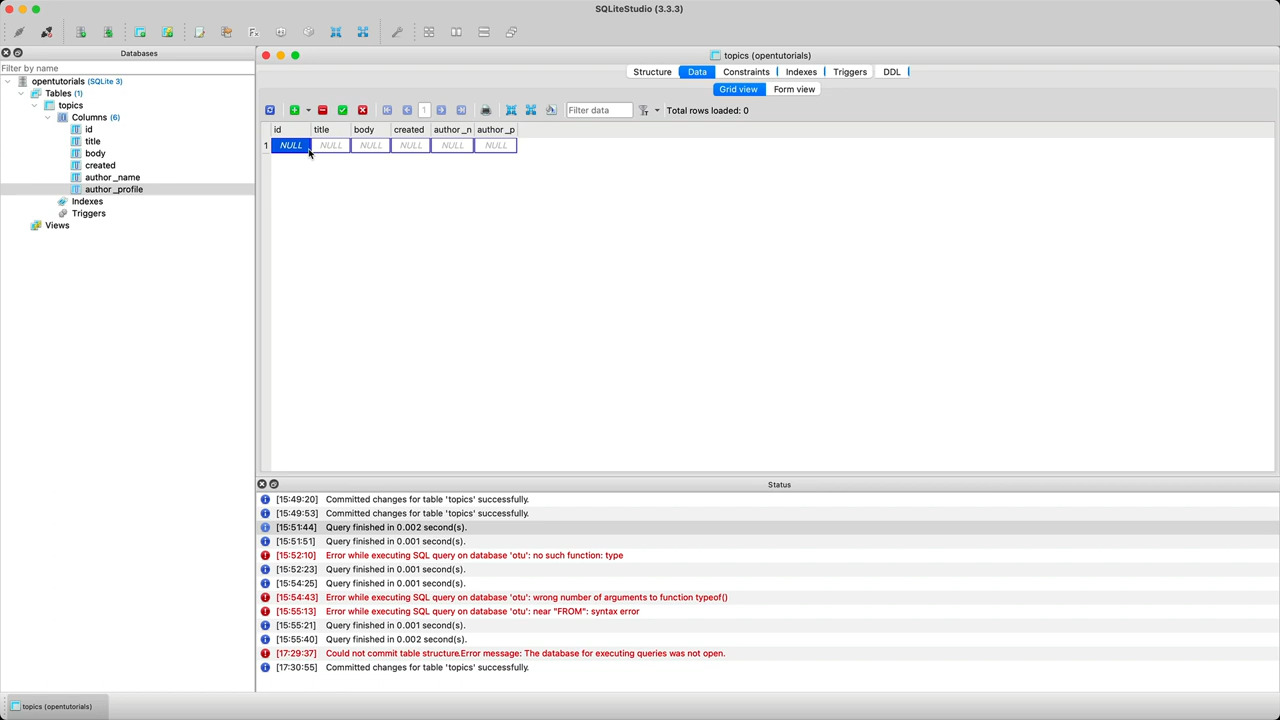 SQLiteStudio (3.3.3)
Databases
Filter by name
opentutorials (SQLite 3)
Tables (1)
topics
Columns (6)
id
title
body
created
author_name
author_profile
Indexes
Triggers
Views
topics (opentutorials)
Structure Data Constraints Indexes Triggers DDL
Grid view Form view
1 Filter data Total rows loaded: 0
id title body created author_n author_p
1 NULL NULL NULL NULL NULL NULL
Status
[15:49:20] Committed changes for table 'topics' successfully.
[15:49:53] Committed changes for table 'topics' successfully.
[15:51:44] Query finished in 0.002 second(s).
[15:51:51] Query finished in 0.001 second(s).
[15:52:10] Error while executing SQL query on database 'otu': no such function: type
[15:52:23] Query finished in 0.001 second(s).
[15:54:25] Query finished in 0.001 second(s).
[15:54:43] Error while executing SQL query on database 'otu': wrong number of arguments to function typeof()
[15:55:13] Error while executing SQL query on database 'otu': near "FROM": syntax error
[15:55:21] Query finished in 0.001 second(s).
[15:55:40] Query finished in 0.002 second(s).
[17:29:37] Could not commit table structure.Error message: The database for executing queries was not open.
[17:30:55] Committed changes for table 'topics' successfully.
topics (opentutorials)